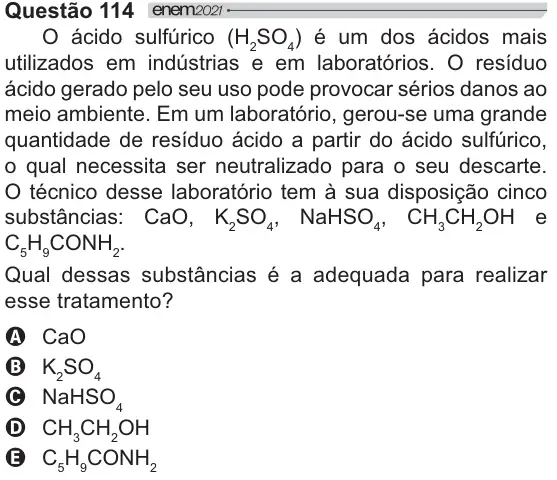 Questão 114 enem2021
O ácido sulfúrico (H₂SO₄) é um dos ácidos mais
utilizados em indústrias e em laboratórios. O resíduo
ácido gerado pelo seu uso pode provocar sérios danos ao
meio ambiente. Em um laboratório, gerou-se uma grande
quantidade de resíduo ácido a partir do ácido sulfúrico,
o qual necessita ser neutralizado para o seu descarte.
O técnico desse laboratório tem à sua disposição cinco
substâncias: CaO, K₂SO₄, NaHSO₄, CH₃CH₂OH e
C₅H₉CONH₂.
Qual dessas substâncias é a adequada para realizar
esse tratamento?
A CaO
B K₂SO₄
C NaHSO₄
D CH₃CH₂OH
E C₅H₉CONH₂